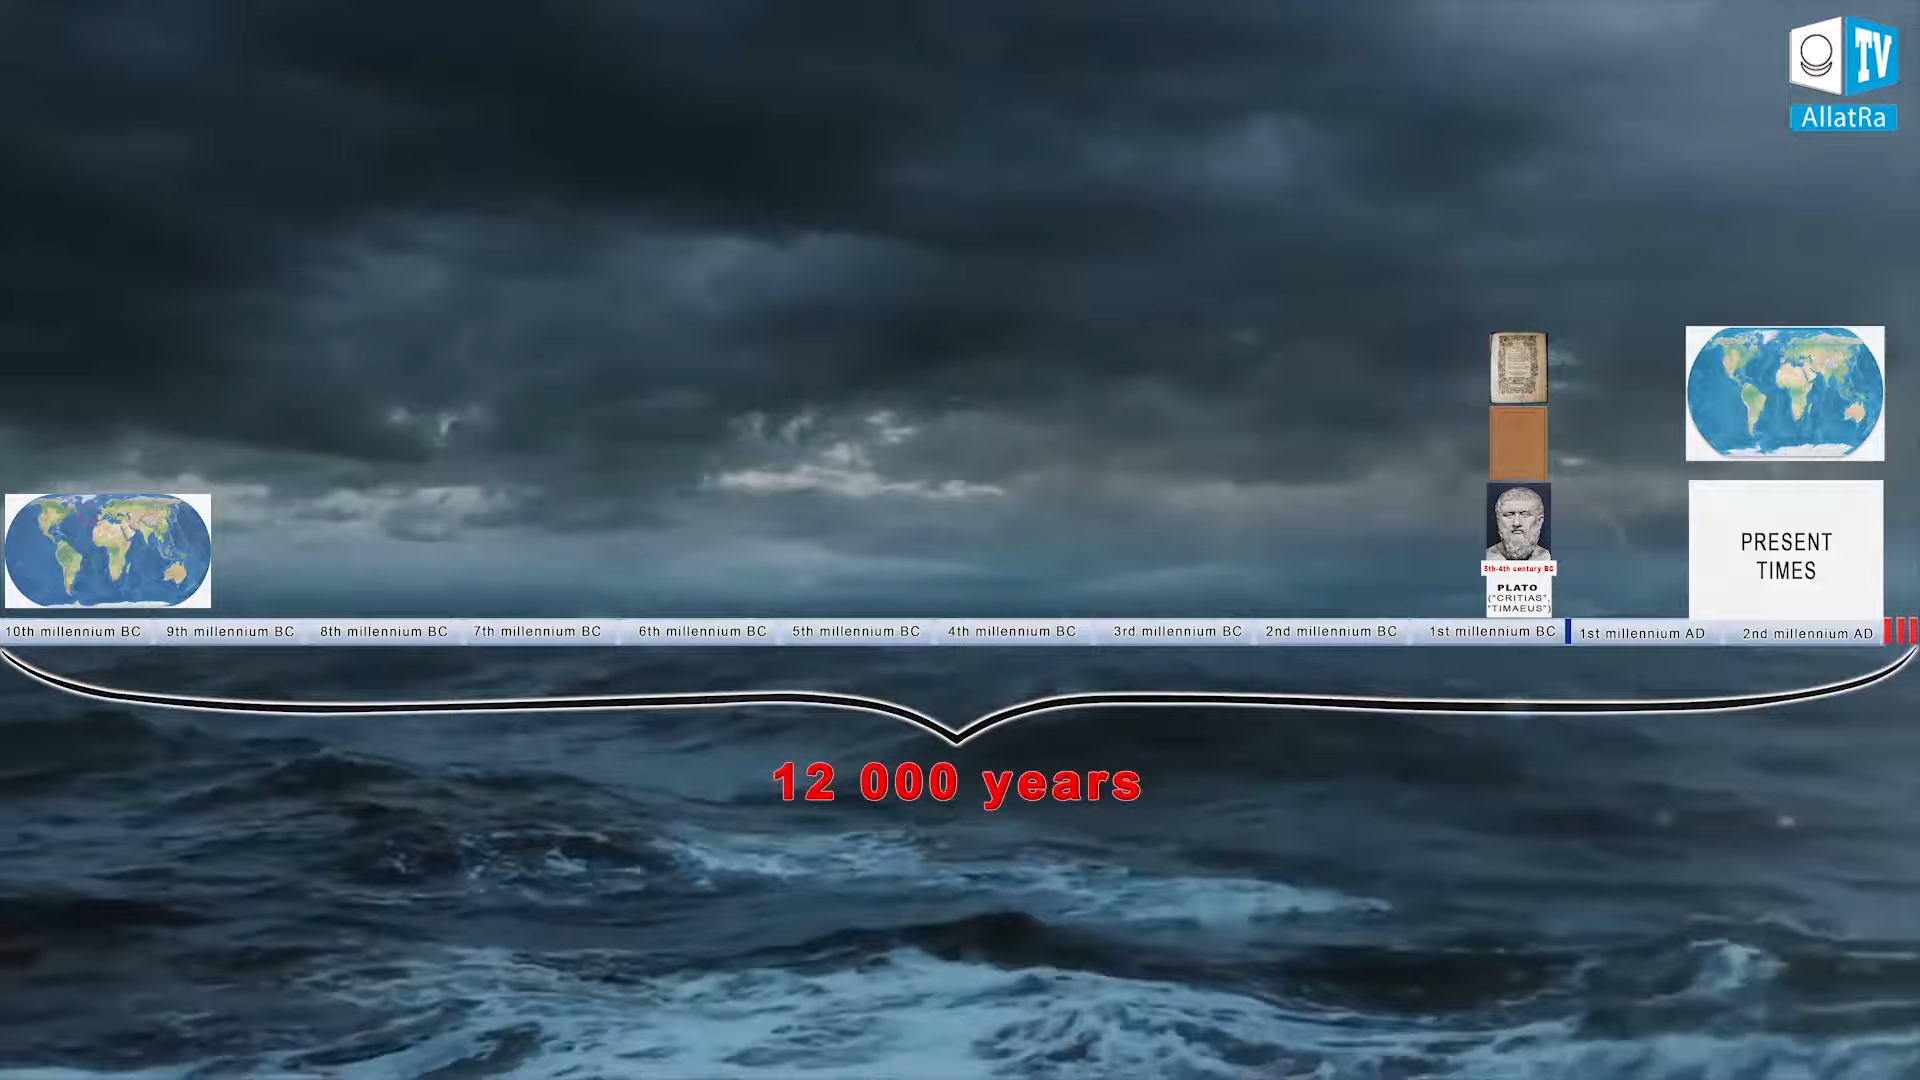 TV
AllatRa
5th-4th century BC
PLATO
("CRITIAS",
"TIMAEUS")
PRESENT
TIMES
10th millennium BC
9th millennium BC
8th millennium BC
7th millennium BC
6th millennium BC
5th millennium BC
4th millennium BC
3rd millennium BC
2nd millennium BC
1st millennium BC
1st millennium AD
2nd millennium AD
12 000 years